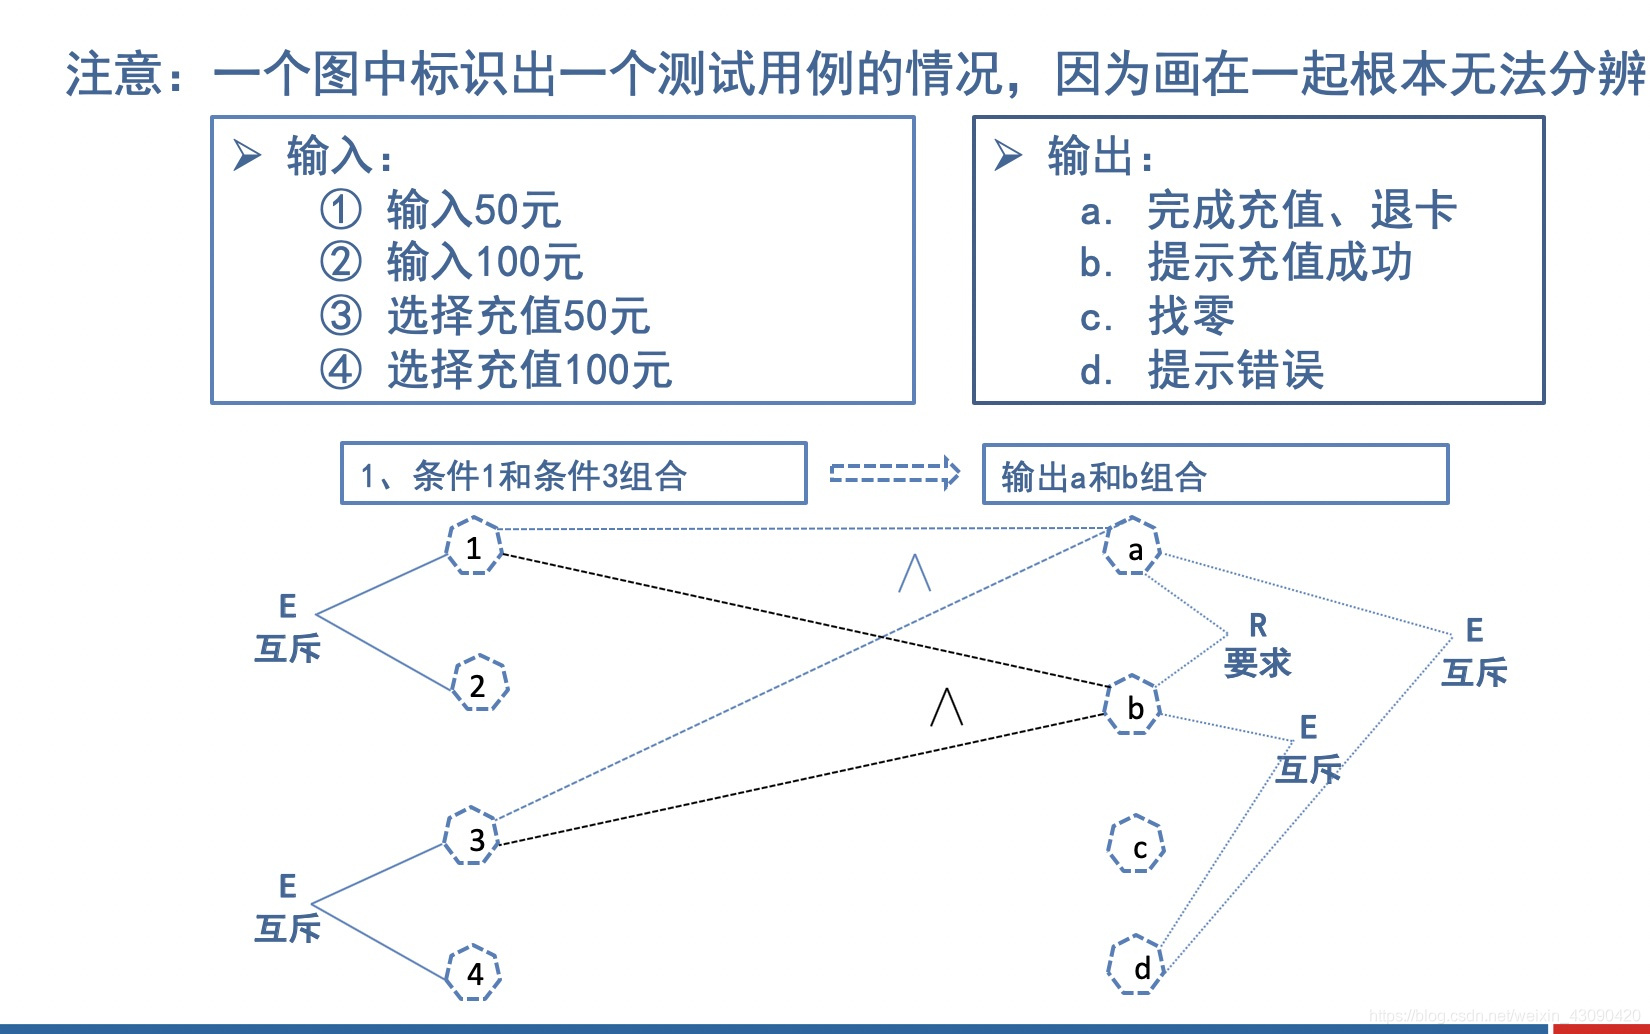 注意：一个图中标识出一个测试用例的情况，因为画在一起根本无法分辨
➢ 输入：
① 输入50元
② 输入100元
③ 选择充值50元
④ 选择充值100元
➢ 输出：
a. 完成充值、退卡
b. 提示充值成功
c. 找零
d. 提示错误
1、条件1和条件3组合
输出a和b组合
1
a
∧
E
互斥
R
要求
E
互斥
2
∧
b
E
互斥
3
c
E
互斥
4
d
https://blog.csdn.net/weixin_43090420